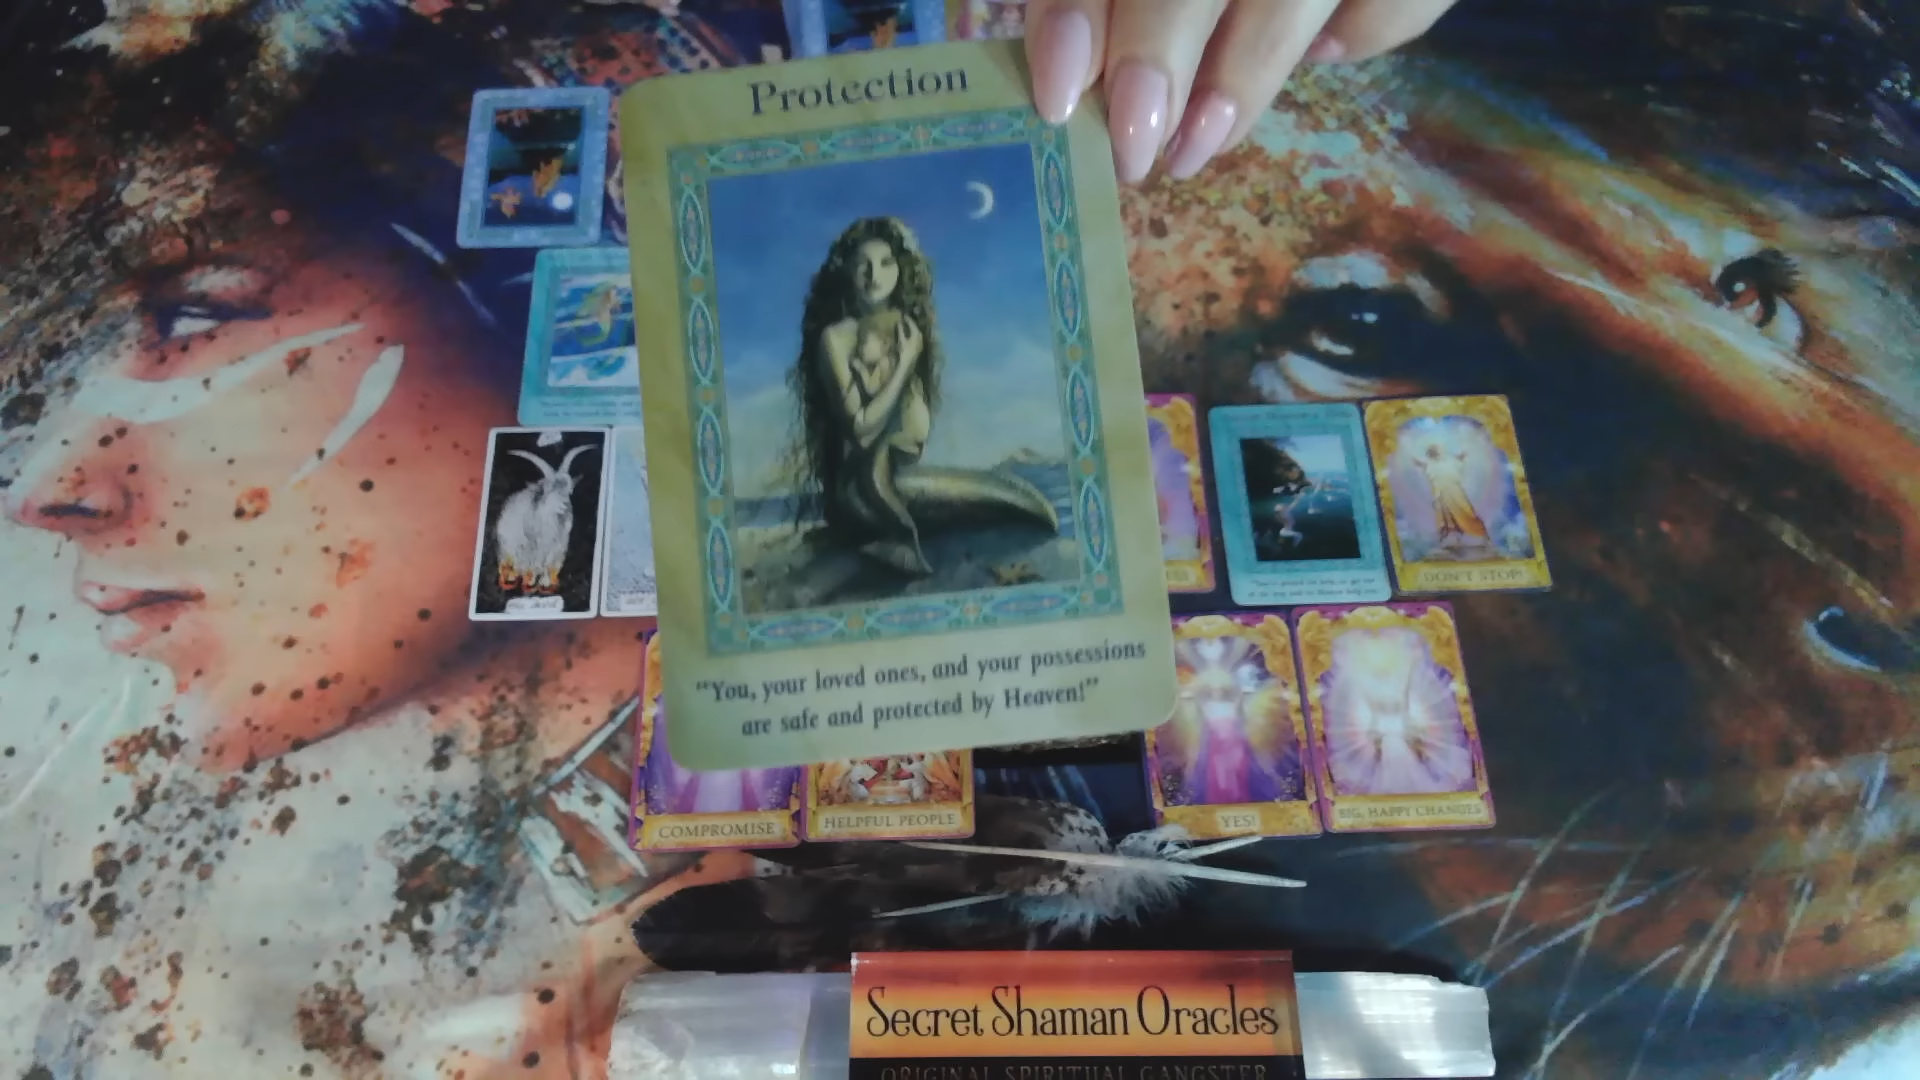 Protection
"You, your loved ones, and your possessions
are safe and protected by Heaven!"
DON'T STOP!
COMPROMISE
HELPFUL PEOPLE
YES!
BIG, HAPPY CHANGES
Secret Shaman Oracles
ORIGINAL SPIRITUAL GANGSTER